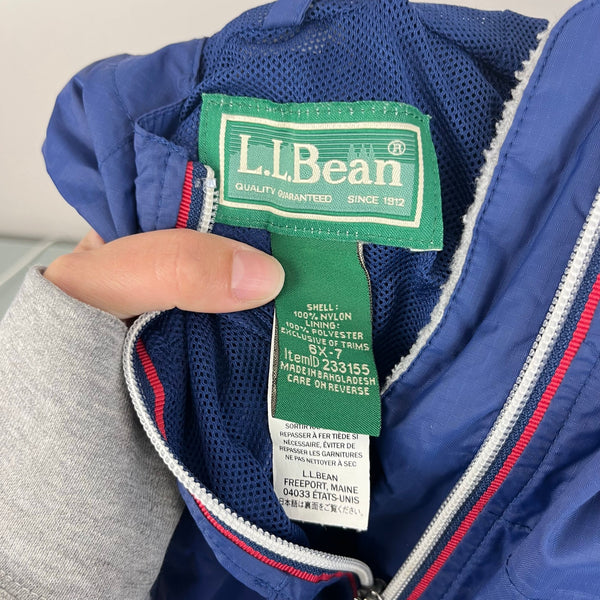 L.L.Bean®
QUALITY GUARANTEED SINCE 1912
SHELL:
100% NYLON
LINING:
100% POLYESTER
EXCLUSIVE OF TRIMS
6X-7
ItemID 233155
MADE IN BANGLADESH
CARE ON REVERSE
SORTIR
REPASSER À FER TIÈDE SI
NÉCESSAIRE, ÉVITER DE
REPASSER LES GARNITURES
NE PAS NETTOYER À SEC
L.L.BEAN
FREEPORT, MAINE
04033 ÉTATS-UNIS
日本語は裏面をご覧ください